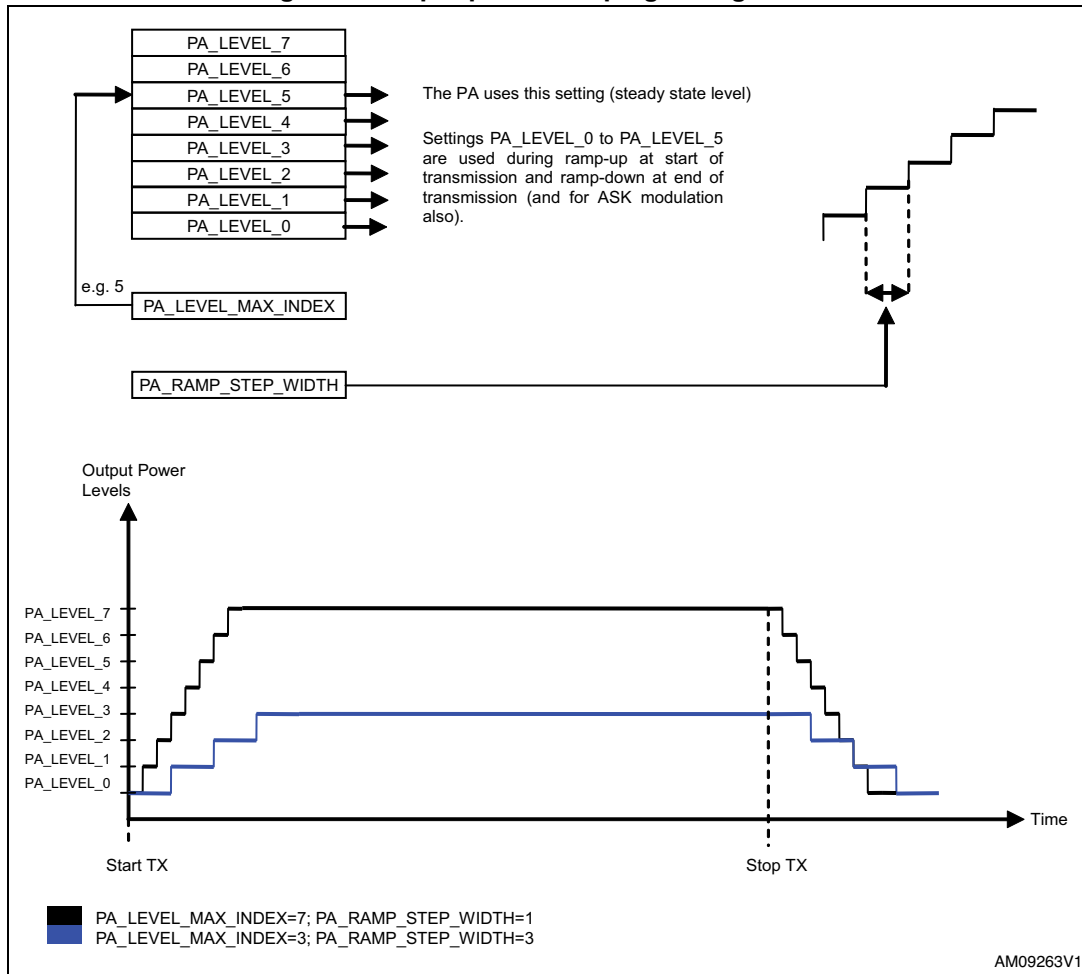 PA_LEVEL_7
PA_LEVEL_6
PA_LEVEL_5
PA_LEVEL_4
PA_LEVEL_3
PA_LEVEL_2
PA_LEVEL_1
PA_LEVEL_0
The PA uses this setting (steady state level)
Settings PA_LEVEL_0 to PA_LEVEL_5
are used during ramp-up at start of
transmission and ramp-down at end of
transmission (and for ASK modulation
also).
e.g. 5
PA_LEVEL_MAX_INDEX
PA_RAMP_STEP_WIDTH
Output Power
Levels
PA_LEVEL_7
PA_LEVEL_6
PA_LEVEL_5
PA_LEVEL_4
PA_LEVEL_3
PA_LEVEL_2
PA_LEVEL_1
PA_LEVEL_0
Time
Start TX
Stop TX
PA_LEVEL_MAX_INDEX=7; PA_RAMP_STEP_WIDTH=1
PA_LEVEL_MAX_INDEX=3; PA_RAMP_STEP_WIDTH=3
AM09263V1